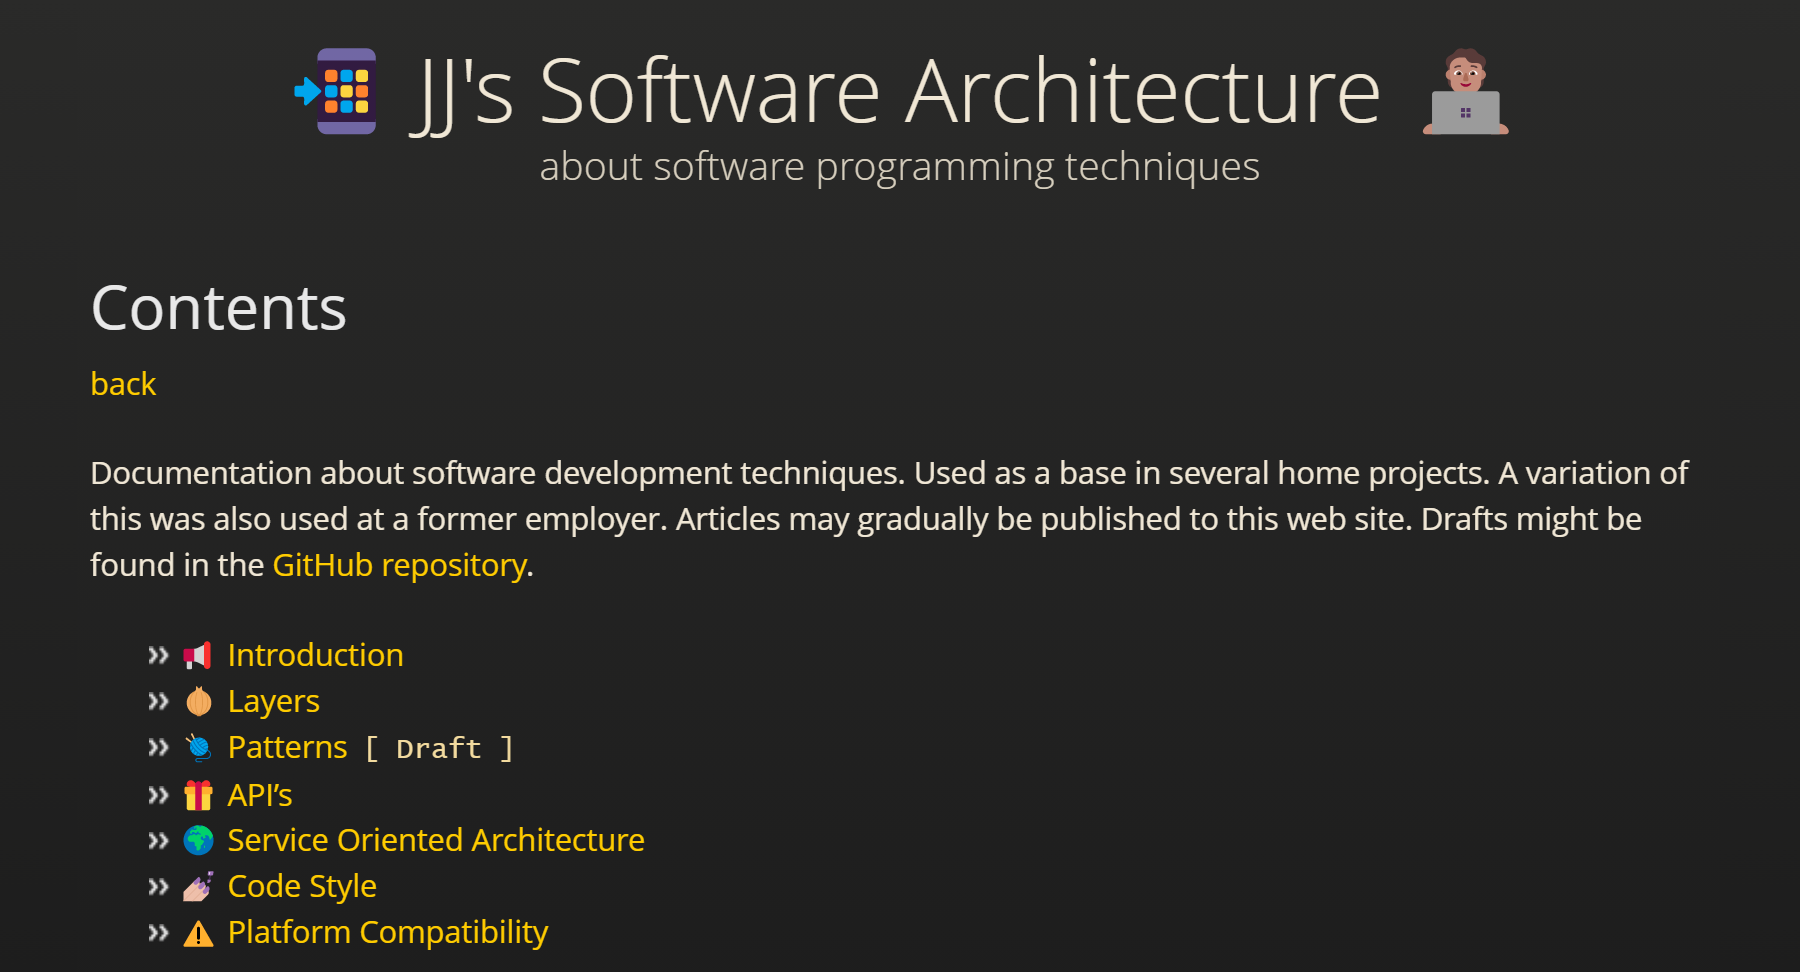 JJ's Software Architecture
about software programming techniques
Contents
back
Documentation about software development techniques. Used as a base in several home projects. A variation of
this was also used at a former employer. Articles may gradually be published to this web site. Drafts might be
found in the GitHub repository.
Introduction
Layers
Patterns [ Draft ]
API’s
Service Oriented Architecture
Code Style
Platform Compatibility